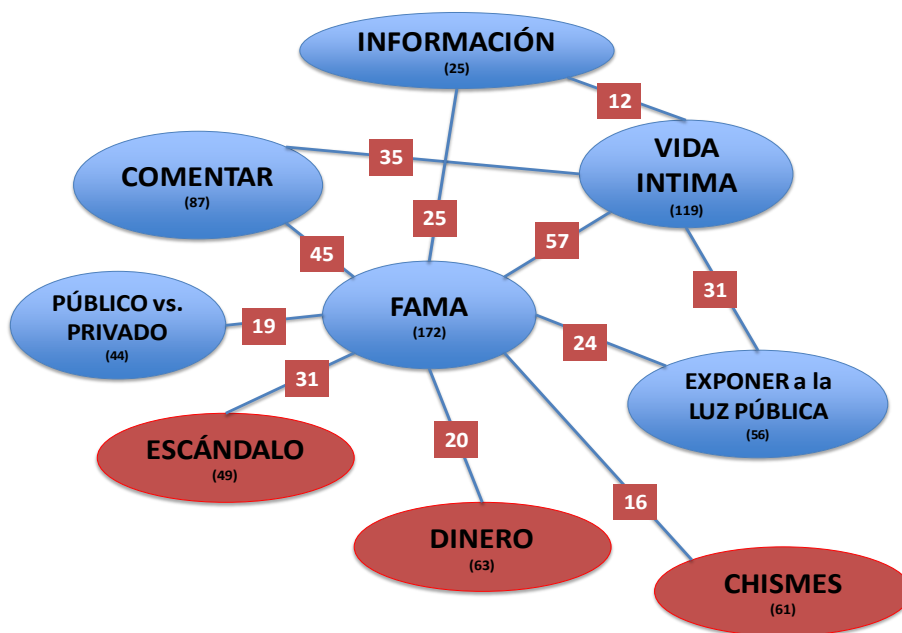 INFORMACIÓN
(25)
12
35
VIDA
INTIMA
(119)
COMENTAR
(87)
25
57
45
31
PÚBLICO vs.
PRIVADO
(44)
19
FAMA
(172)
24
31
EXPONER a la
LUZ PÚBLICA
(56)
ESCÁNDALO
(49)
20
16
DINERO
(63)
CHISMES
(61)